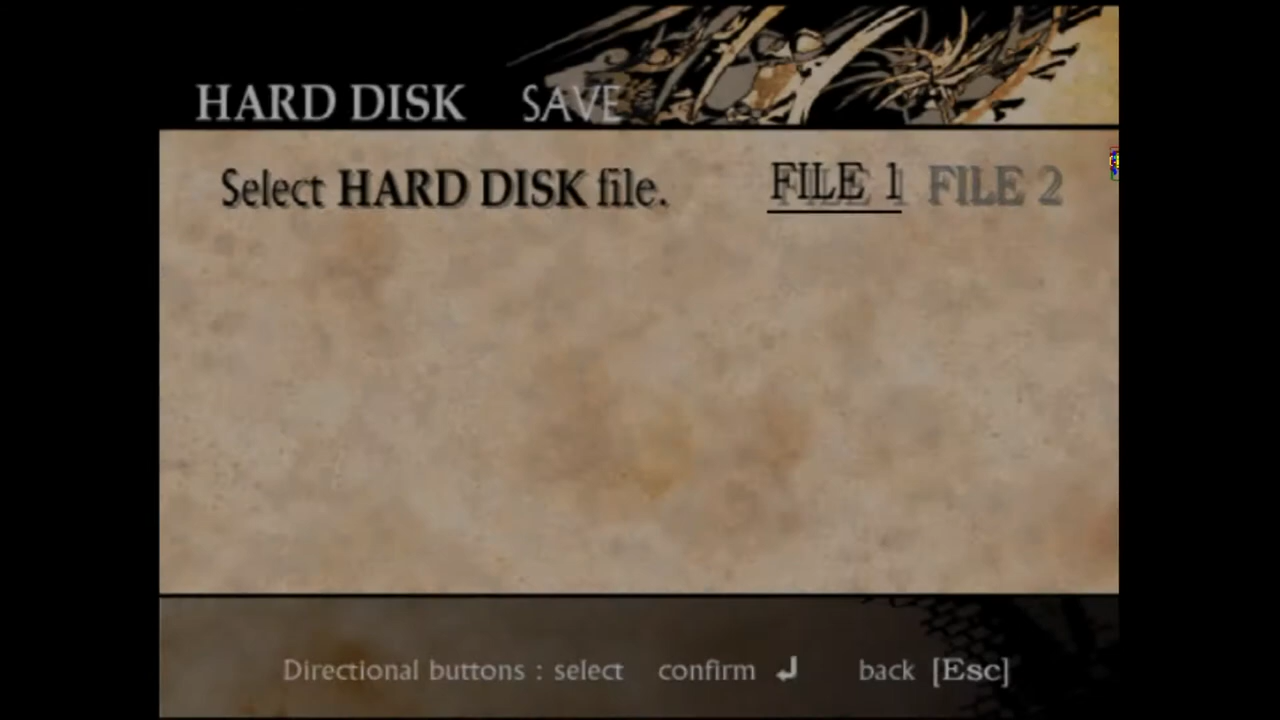 HARD DISK SAVE
Select HARD DISK file. FILE 1 FILE 2
Directional buttons : select confirm ↲ back [Esc]